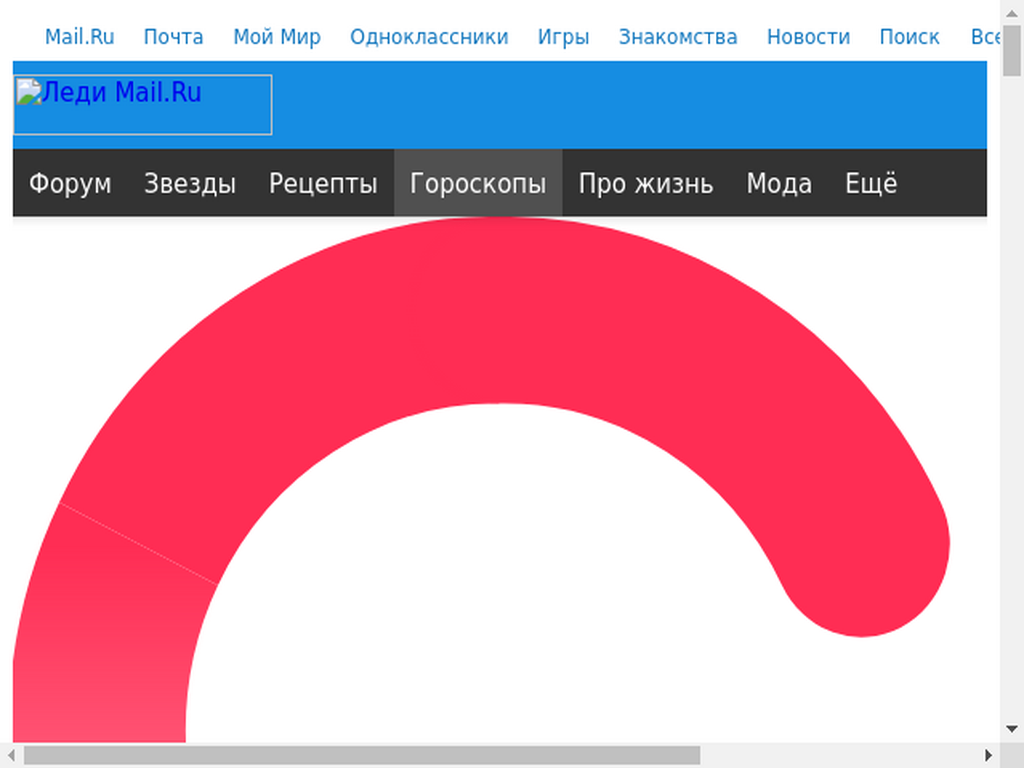 Mail.Ru Почта Мой Мир Одноклассники Игры Знакомства Новости Поиск Все
Леди Mail.Ru
Форум Звезды Рецепты Гороскопы Про жизнь Мода Ещё